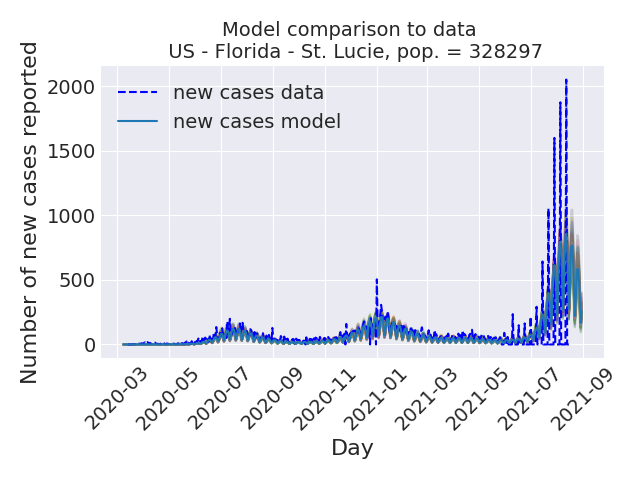 Model comparison to data
US - Florida - St. Lucie, pop. = 328297
Number of new cases reported
2000
1500
1000
500
0
new cases data
new cases model
2020-03
2020-05
2020-07
2020-09
2020-11
2021-01
2021-03
2021-05
2021-07
2021-09
Day